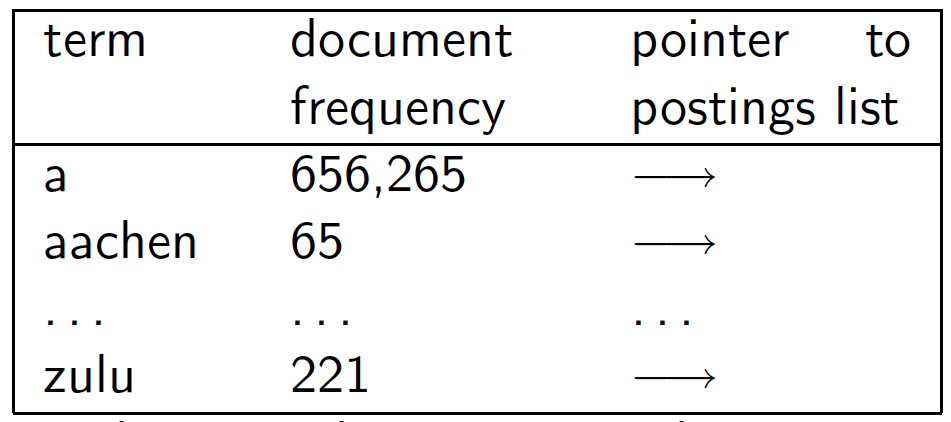 term document pointer to
frequency postings list
a 656,265 ⟶
aachen 65 ⟶
. . . . . . . . .
zulu 221 ⟶